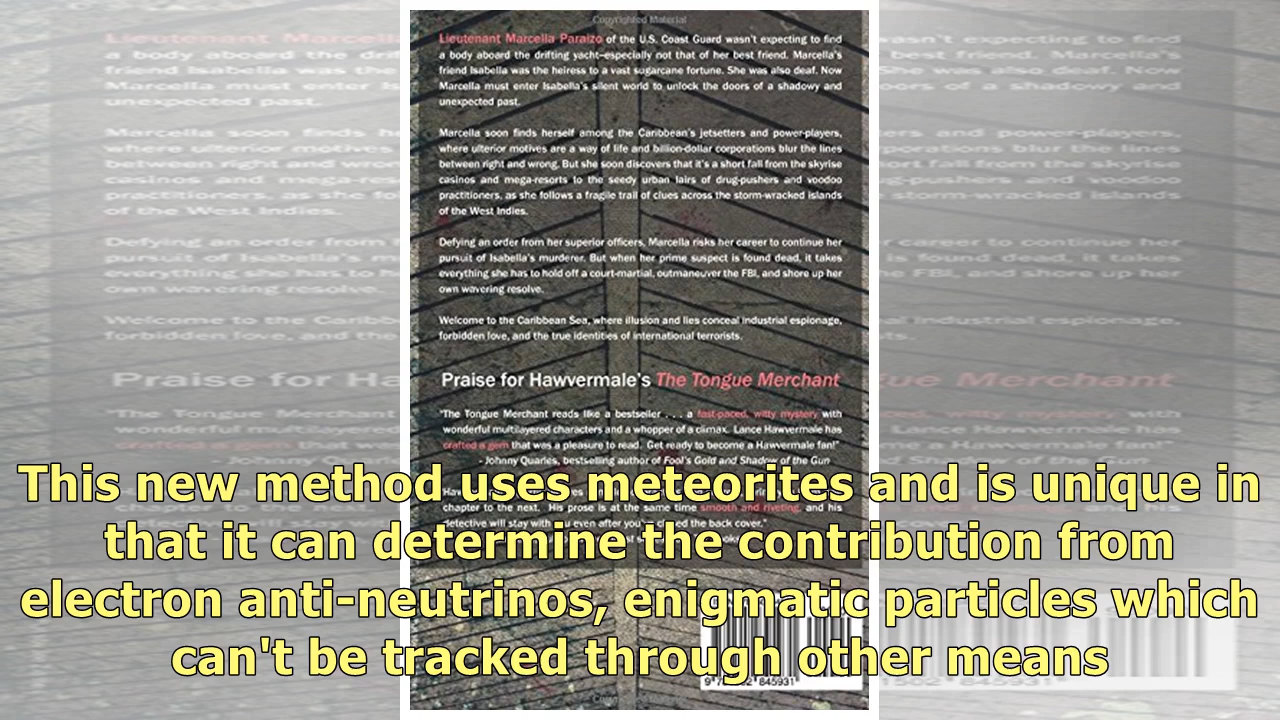 Copyrighted Material
Lieutenant Marcella Paraizo of the U.S. Coast Guard wasn't expecting to find
a body aboard the drifting yacht–especially not that of her best friend. Marcella's
friend Isabella was the heiress to a vast sugarcane fortune. She was also deaf. Now
Marcella must enter Isabella's silent world to unlock the doors of a shadowy and
unexpected past.
Marcella soon finds herself among the Caribbean's jetsetters and power-players,
where ulterior motives are a way of life and billion-dollar corporations blur the lines
between right and wrong. But she soon discovers that it's a short fall from the skyrise
casinos and mega-resorts to the seedy urban lairs of drug-pushers and voodoo
practitioners, as she follows a fragile trail of clues across the storm-wracked islands
of the West Indies.
Defying an order from her superior officers, Marcella risks her career to continue her
pursuit of Isabella's murderer. But when her prime suspect is found dead, it takes
everything she has to hold off a court-martial, outmaneuver the FBI, and shore up her
own wavering resolve.
Welcome to the Caribbean Sea, where illusion and lies conceal industrial espionage,
forbidden love, and the true identities of international terrorists.
Praise for Hawvermale's The Tongue Merchant
"The Tongue Merchant reads like a bestseller . . . a fast-paced, witty mystery with
wonderful multilayered characters and a whopper of a climax. Lance Hawvermale has
crafted a gem that was a pleasure to read. Get ready to become a Hawvermale fan!"
- Johnny Quarles, bestselling author of Fool's Gold and Shadow of the Gun
chapter to the next. His prose is at the same time smooth and riveting, and his
detective will stay with you even after you've the back cover."
This new method uses meteorites and is unique in
that it can determine the contribution from
electron anti-neutrinos, enigmatic particles which
can't be tracked through other means
845931